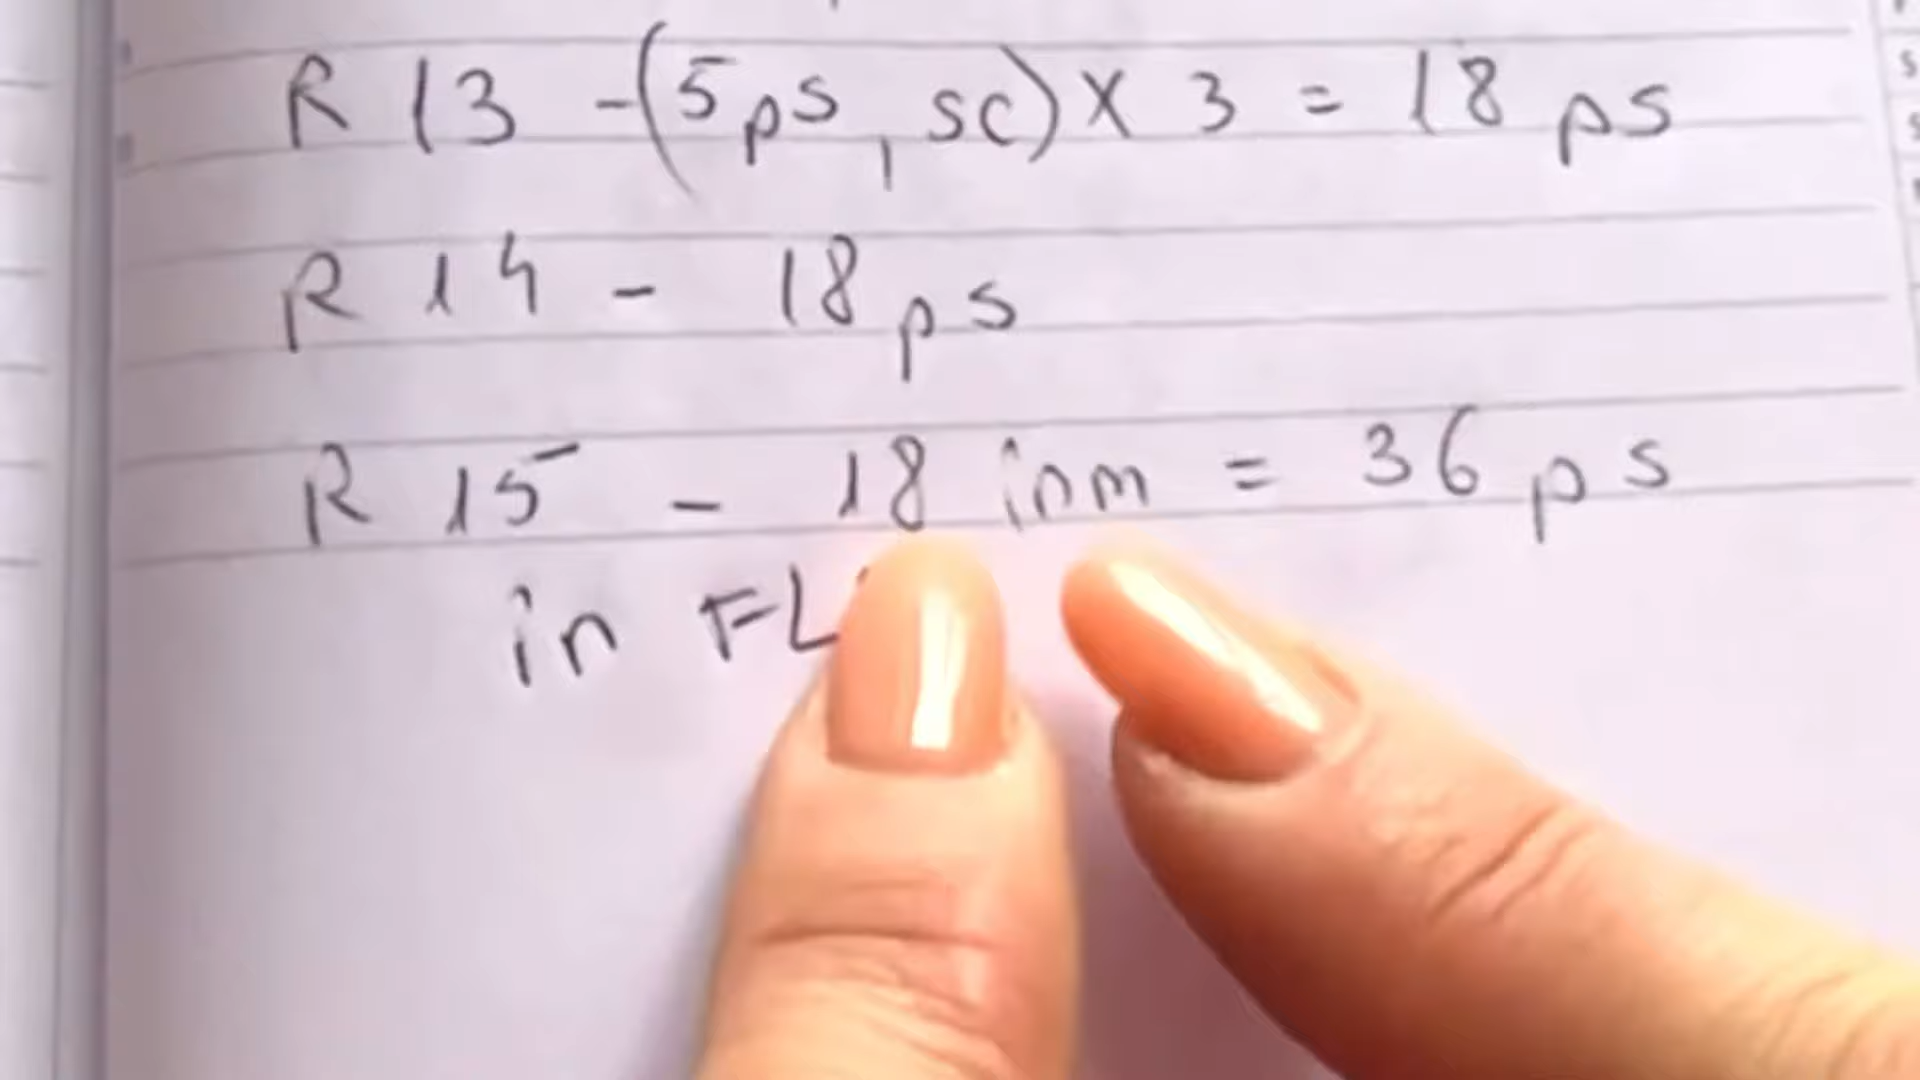 R 13 - (5ps, sc) X 3 = 18 ps
R 14 - 18 ps
R 15 - 18 inm = 36 ps
in